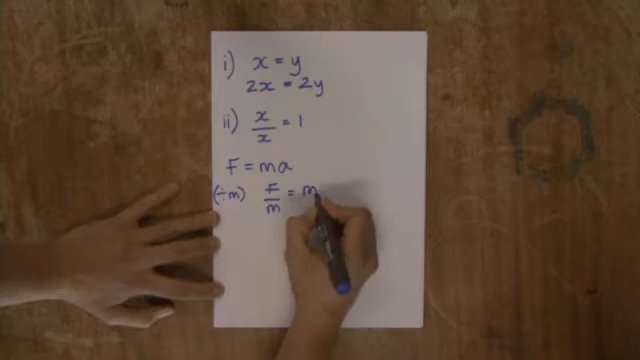 i) x = y
2x = 2y
ii) x/x = 1
F = ma
(÷m) F/m = m